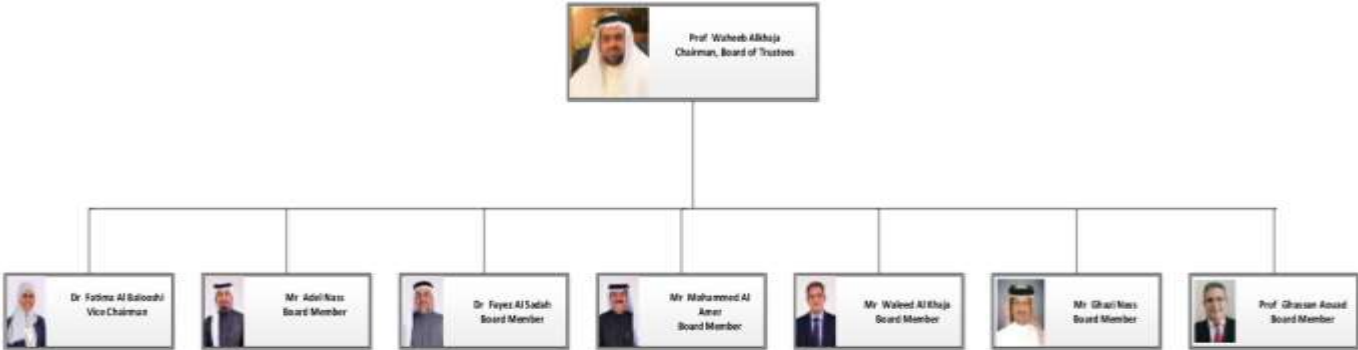 Prof Waheeb Alkhaja
Chairman, Board of Trustees
Dr Fatima Al Balooshi
Vice Chairman
Mr Adel Nass
Board Member
Dr Fayez Al Sadah
Board Member
Mr Mohammed Al
Amer
Board Member
Mr Waleed Al Khaja
Board Member
Mr Ghazi Nass
Board Member
Prof Ghassan Aouad
Board Member